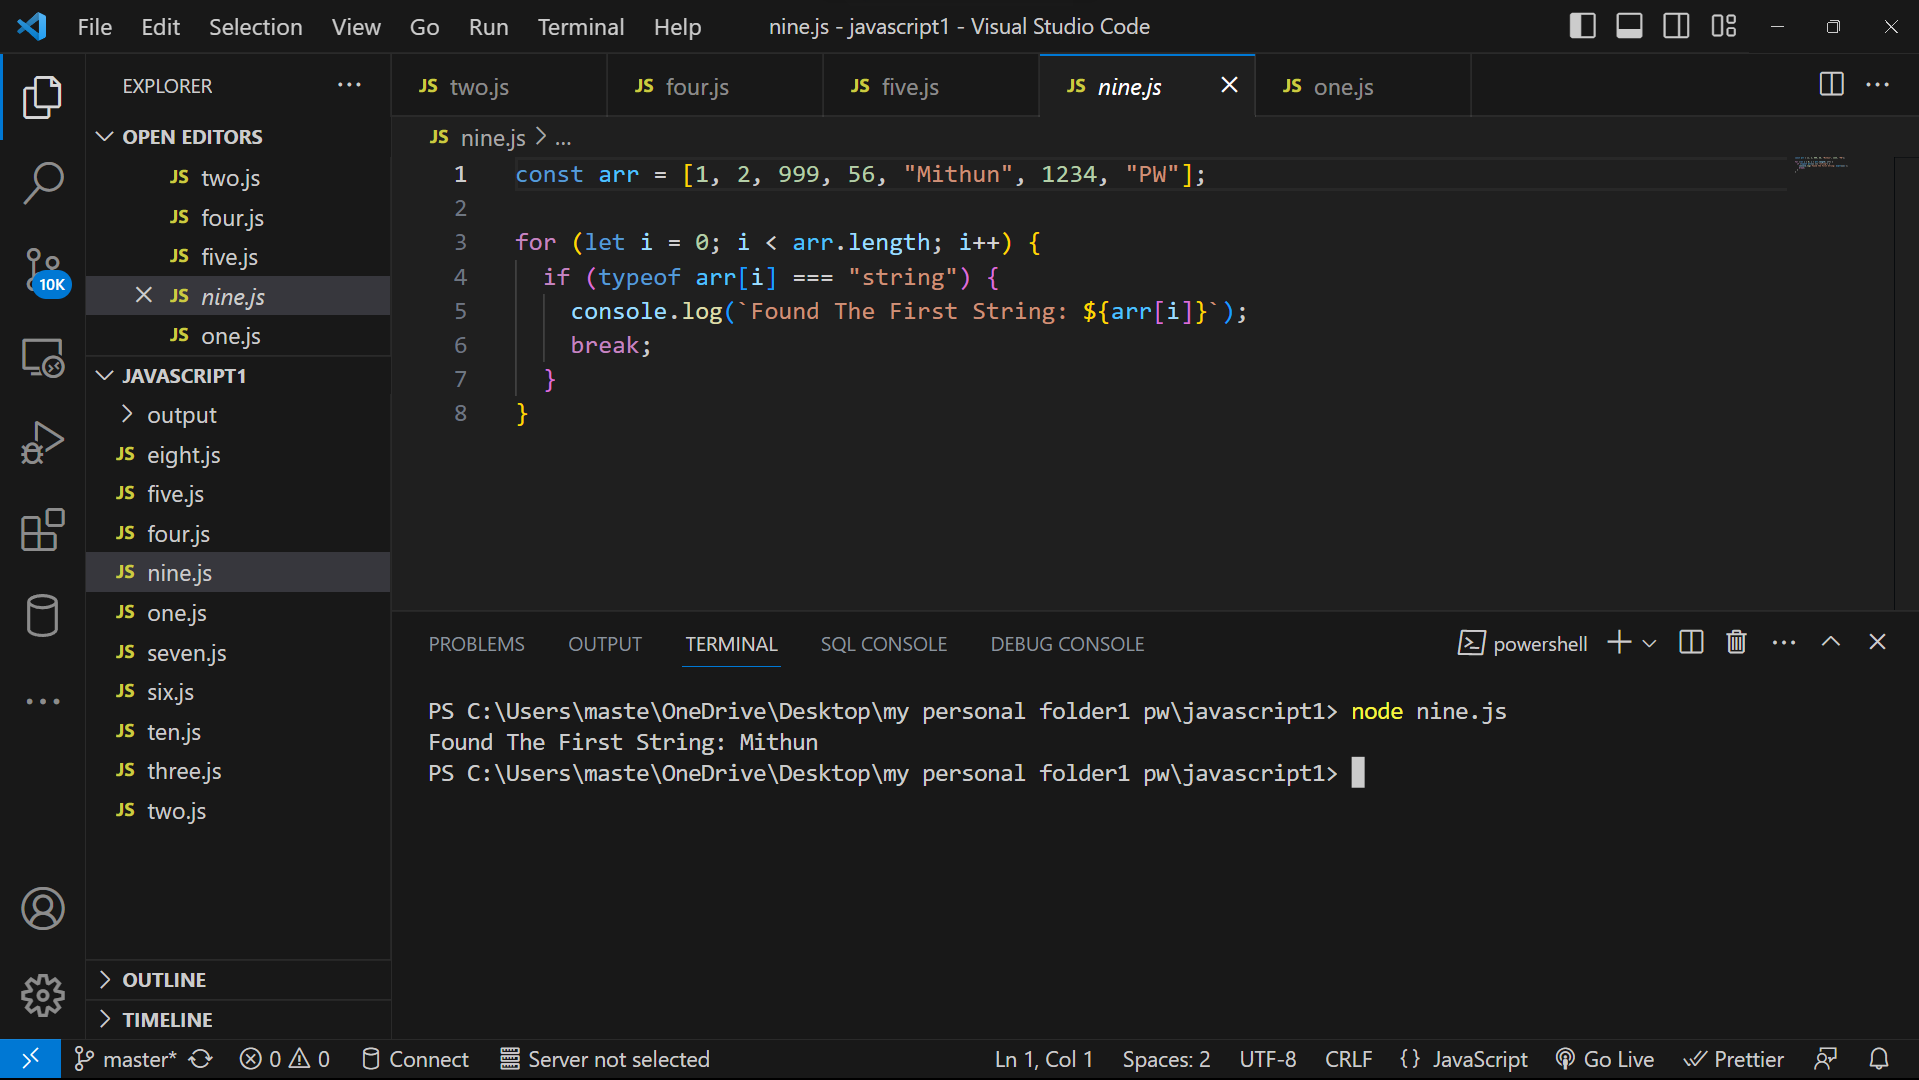 File Edit Selection View Go Run Terminal Help nine.js - javascript1 - Visual Studio Code
EXPLORER
OPEN EDITORS
JS two.js
JS four.js
JS five.js
JS nine.js
JS one.js
JAVASCRIPT1
output
JS eight.js
JS five.js
JS four.js
JS nine.js
JS one.js
JS seven.js
JS six.js
JS ten.js
JS three.js
JS two.js
OUTLINE
TIMELINE
10K
JS two.js JS four.js JS five.js JS nine.js JS one.js
JS nine.js > ...
1 const arr = [1, 2, 999, 56, "Mithun", 1234, "PW"];
2
3 for (let i = 0; i < arr.length; i++) {
4 if (typeof arr[i] === "string") {
5 console.log(`Found The First String: ${arr[i]}`);
6 break;
7 }
8 }
PROBLEMS OUTPUT TERMINAL SQL CONSOLE DEBUG CONSOLE powershell
PS C:\Users\maste\OneDrive\Desktop\my personal folder1 pw\javascript1> node nine.js
Found The First String: Mithun
PS C:\Users\maste\OneDrive\Desktop\my personal folder1 pw\javascript1>
master* 0 0 Connect Server not selected Ln 1, Col 1 Spaces: 2 UTF-8 CRLF {} JavaScript Go Live Prettier